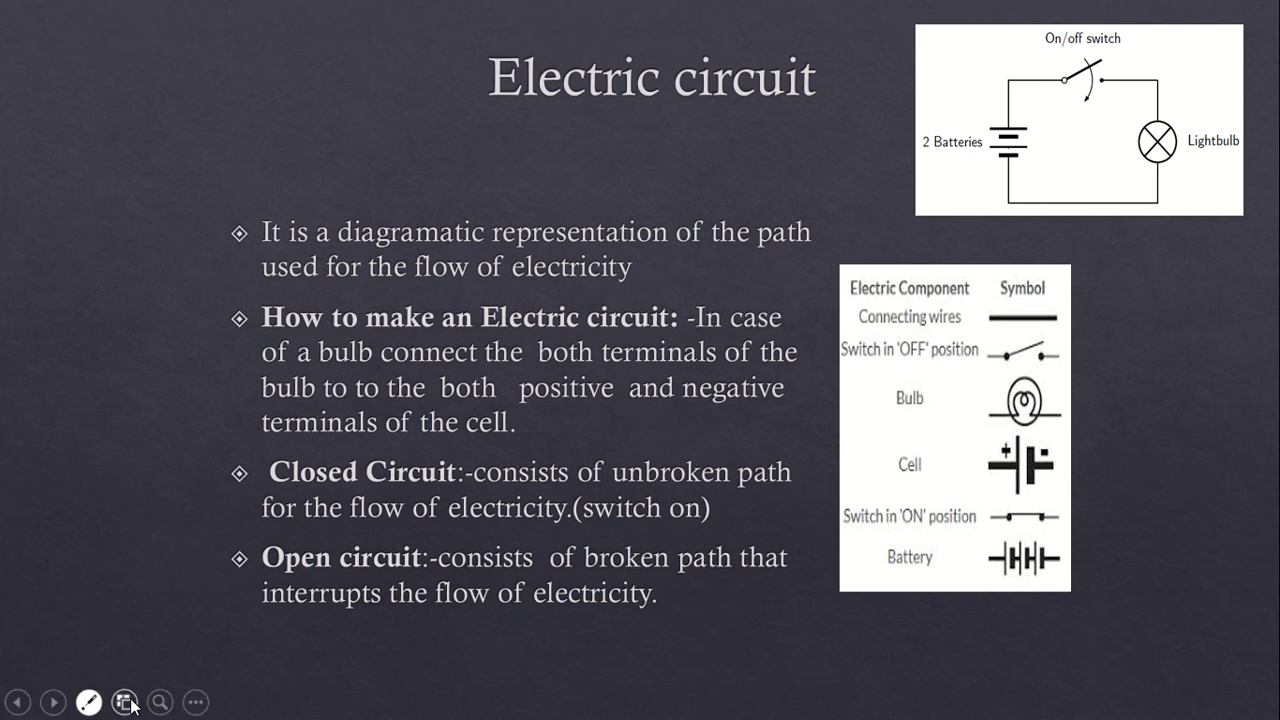 Electric circuit
On/off switch
2 Batteries
Lightbulb
It is a diagramatic representation of the path
used for the flow of electricity
How to make an Electric circuit: -In case
of a bulb connect the both terminals of the
bulb to to the both positive and negative
terminals of the cell.
Closed Circuit:-consists of unbroken path
for the flow of electricity.(switch on)
Open circuit:-consists of broken path that
interrupts the flow of electricity.
Electric Component Symbol
Connecting wires
Switch in 'OFF' position
Bulb
Cell + -
Switch in 'ON' position
Battery